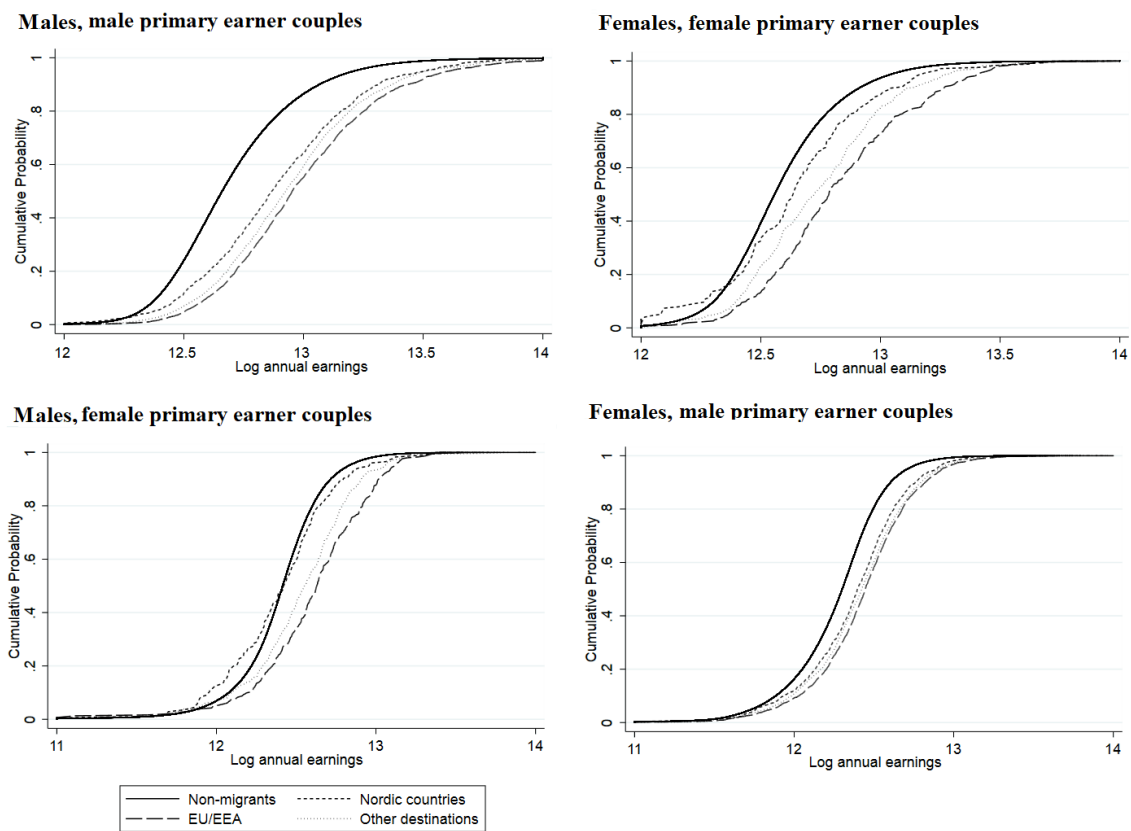 Males, male primary earner couples
Females, female primary earner couples
Cumulative Probability
0 .2 .4 .6 .8 1
12 12.5 13 13.5 14
Log annual earnings
Cumulative Probability
0 .2 .4 .6 .8 1
12 12.5 13 13.5 14
Log annual earnings
Males, female primary earner couples
Females, male primary earner couples
Cumulative Probability
0 .2 .4 .6 .8 1
11 12 13 14
Log annual earnings
Cumulative Probability
0 .2 .4 .6 .8 1
11 12 13 14
Log annual earnings
Non-migrants Nordic countries
EU/EEA Other destinations